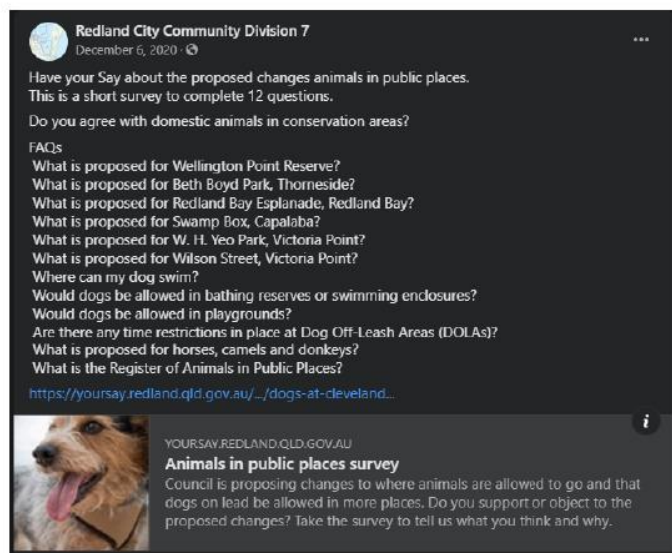 Redland City Community Division 7
December 6, 2020 ·
Have your Say about the proposed changes animals in public places.
This is a short survey to complete 12 questions.
Do you agree with domestic animals in conservation areas?
FAQs
What is proposed for Wellington Point Reserve?
What is proposed for Beth Boyd Park, Thorneside?
What is proposed for Redland Bay Esplanade, Redland Bay?
What is proposed for Swamp Box, Capalaba?
What is proposed for W. H. Yeo Park, Victoria Point?
What is proposed for Wilson Street, Victoria Point?
Where can my dog swim?
Would dogs be allowed in bathing reserves or swimming enclosures?
Would dogs be allowed in playgrounds?
Are there any time restrictions in place at Dog Off-Leash Areas (DOLAs)?
What is proposed for horses, camels and donkeys?
What is the Register of Animals in Public Places?
https://yoursay.redland.qld.gov.au/.../dogs-at-cleveland...
YOURSAY.REDLAND.QLD.GOV.AU
Animals in public places survey
Council is proposing changes to where animals are allowed to go and that
dogs on lead be allowed in more places. Do you support or object to the
proposed changes? Take the survey to tell us what you think and why.